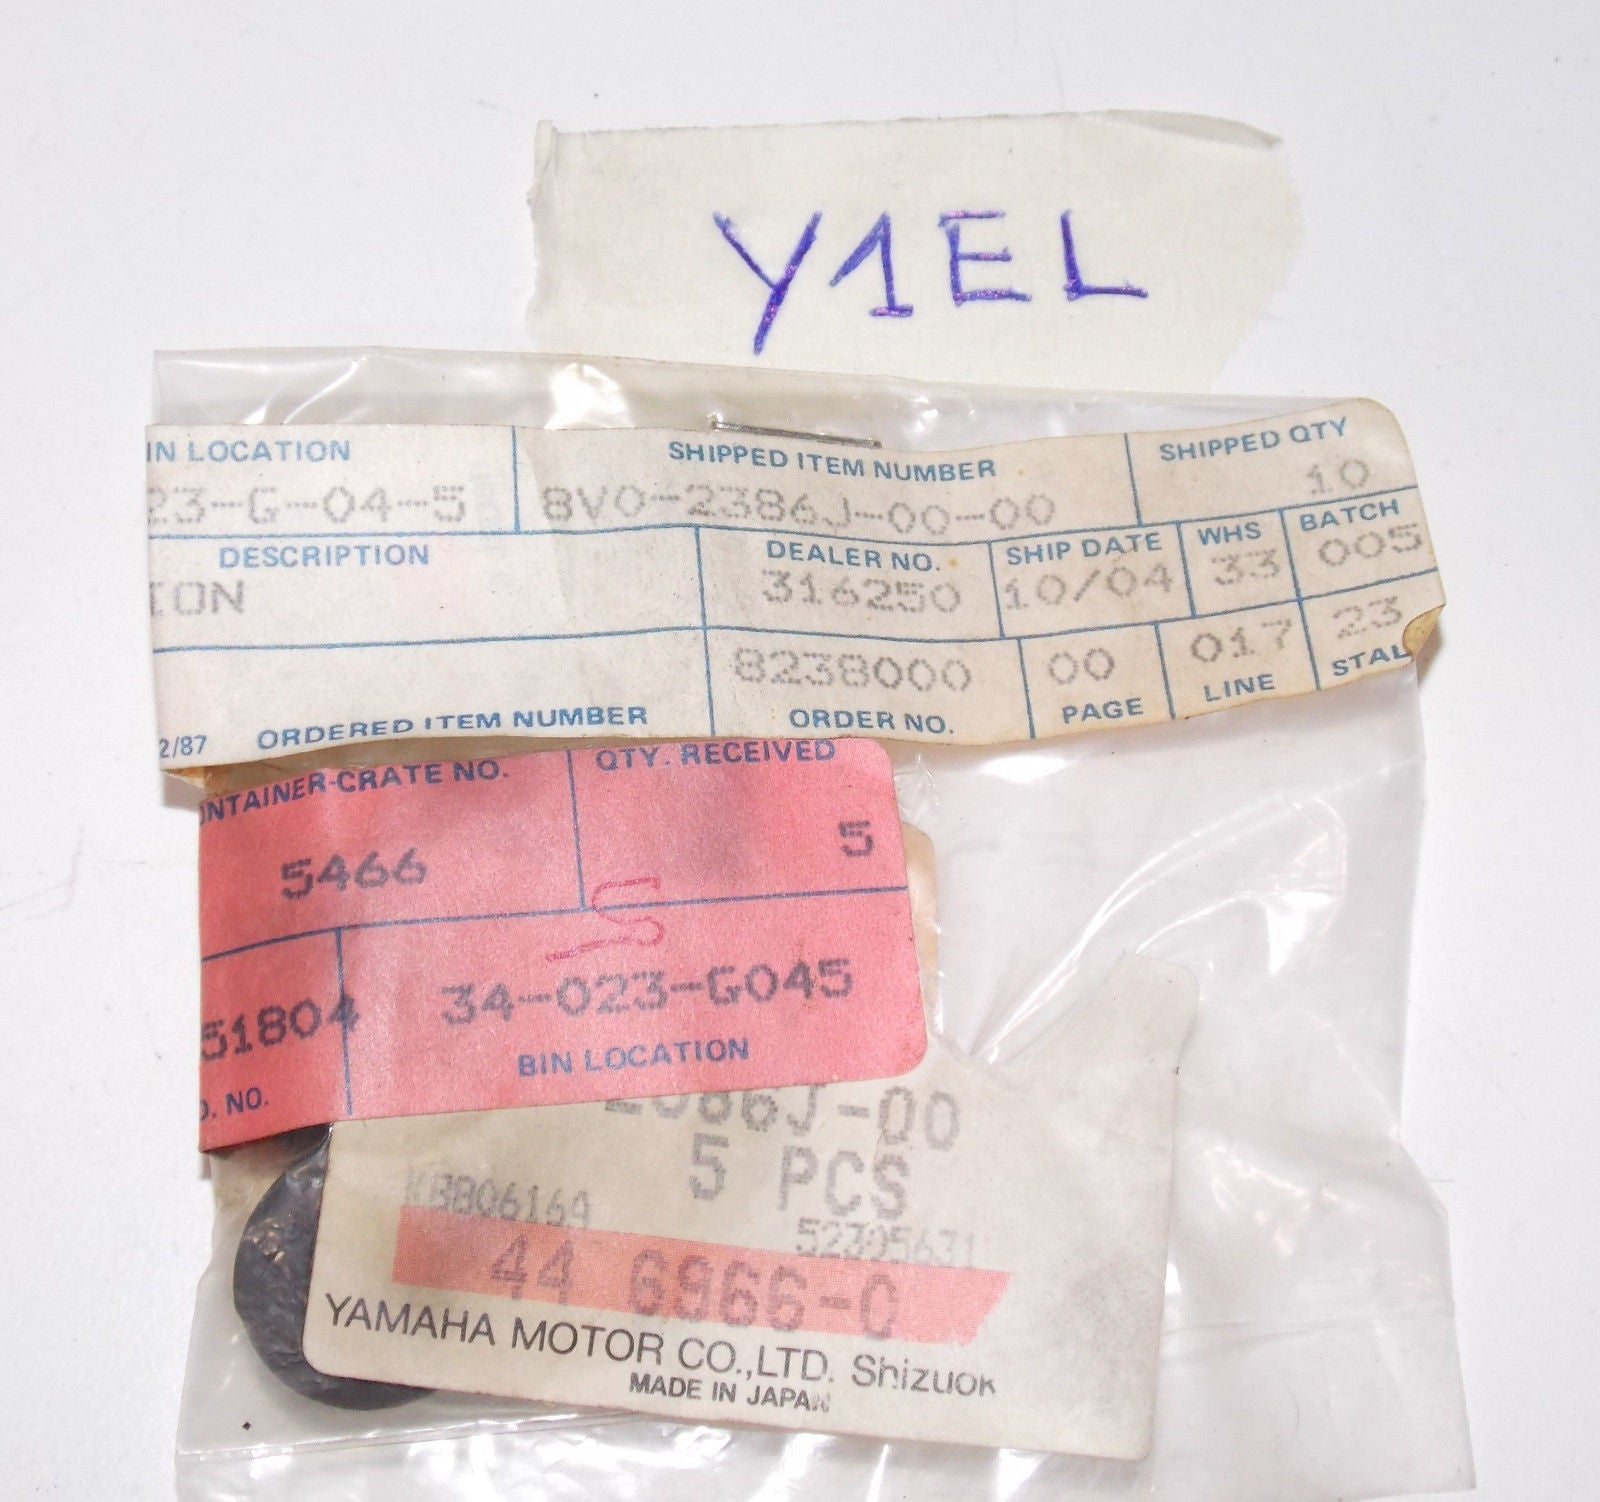 Y1EL
IN LOCATION SHIPPED ITEM NUMBER SHIPPED QTY
23-G-04-5 8V0-2386J-00-00 10
DESCRIPTION DEALER NO. SHIP DATE WHS BATCH
ION 316250 10/04 33 005
8238000 00 017 23
2/87 ORDERED ITEM NUMBER ORDER NO. PAGE LINE STAL
ONTAINER-CRATE NO. QTY. RECEIVED
5466 5
5
51804 34-023-G045
. NO. BIN LOCATION
2386J-00
5 PCS
52305631
44 6966-0
YAMAHA MOTOR CO.,LTD. Shizuok
MADE IN JAPAN